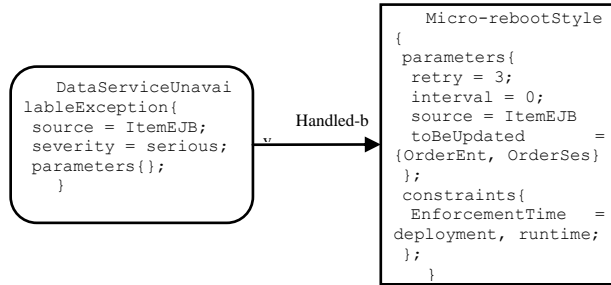 DataServiceUnavai
lableException{
source = ItemEJB;
severity = serious;
parameters{};
}
Handled-b
y
Micro-rebootStyle
{
parameters{
retry = 3;
interval = 0;
source = ItemEJB
toBeUpdated =
{OrderEnt, OrderSes}
};
constraints{
EnforcementTime =
deployment, runtime;
};
}